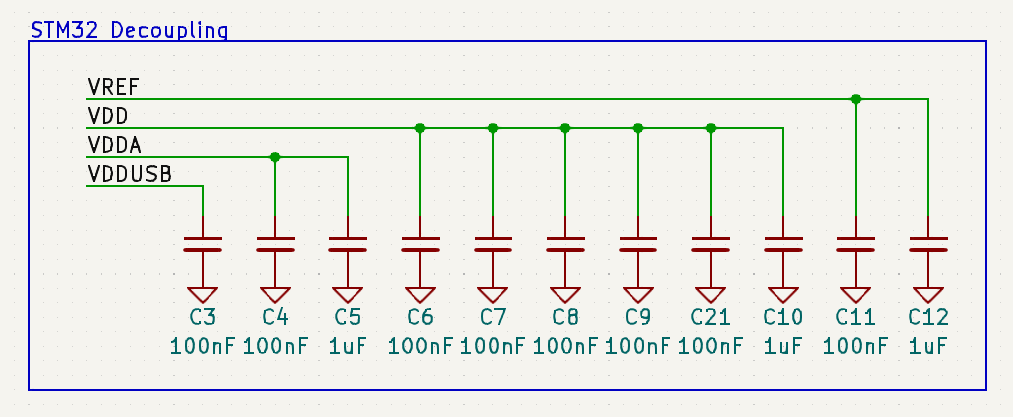 STM32 Decoupling
VREF
VDD
VDDA
VDDUSB
C3 C4 C5 C6 C7 C8 C9 C21 C10 C11 C12
100nF 100nF 1uF 100nF 100nF 100nF 100nF 100nF 1uF 100nF 1uF